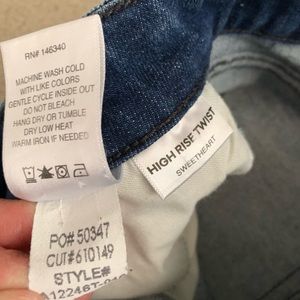 RN# 146340
MACHINE WASH COLD
WITH LIKE COLORS
GENTLE CYCLE INSIDE OUT
DO NOT BLEACH
HANG DRY OR TUMBLE
DRY LOW HEAT
WARM IRON IF NEEDED
HIGH RISE TWIST
SWEETHEART
PO# 50347
CUT# 6T0149
STYLE#